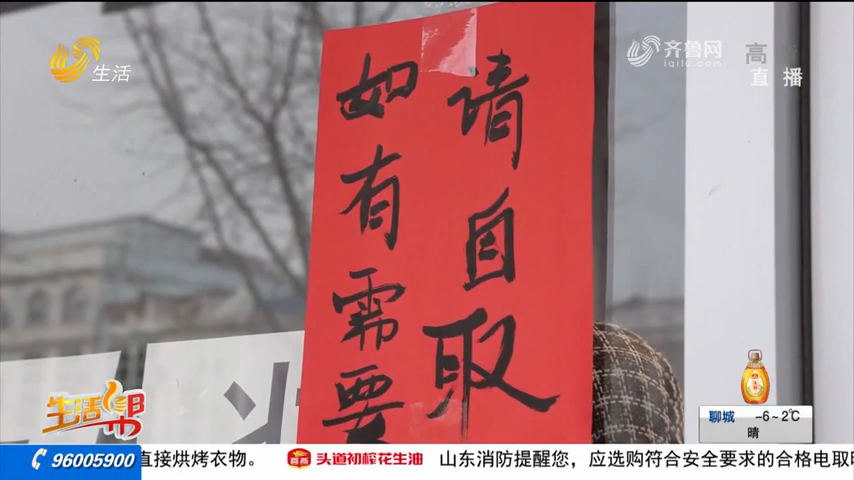 生活
齐鲁网
iqilu.com
高清
直播
如有需要
请自取
生活帮
聊城 -6~2℃
晴
96005900
直接烘烤衣物。 喜燕 头道初榨花生油 山东消防提醒您，应选购符合安全要求的合格电取暖